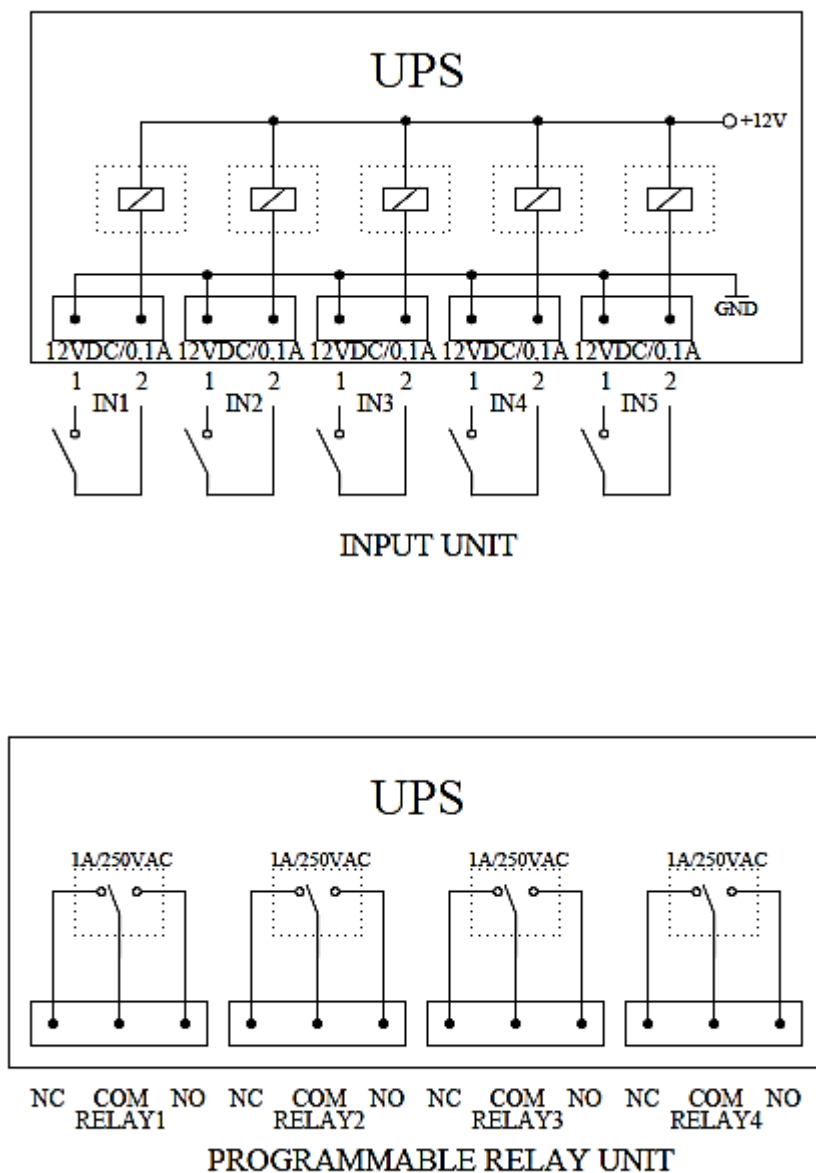 UPS
+12V
GND
12VDC/0,1A 12VDC/0,1A 12VDC/0,1A 12VDC/0,1A 12VDC/0,1A
1 2 1 2 1 2 1 2 1 2
IN1 IN2 IN3 IN4 IN5
INPUT UNIT
UPS
1A/250VAC 1A/250VAC 1A/250VAC 1A/250VAC
NC COM NO NC COM NO NC COM NO NC COM NO
RELAY1 RELAY2 RELAY3 RELAY4
PROGRAMMABLE RELAY UNIT